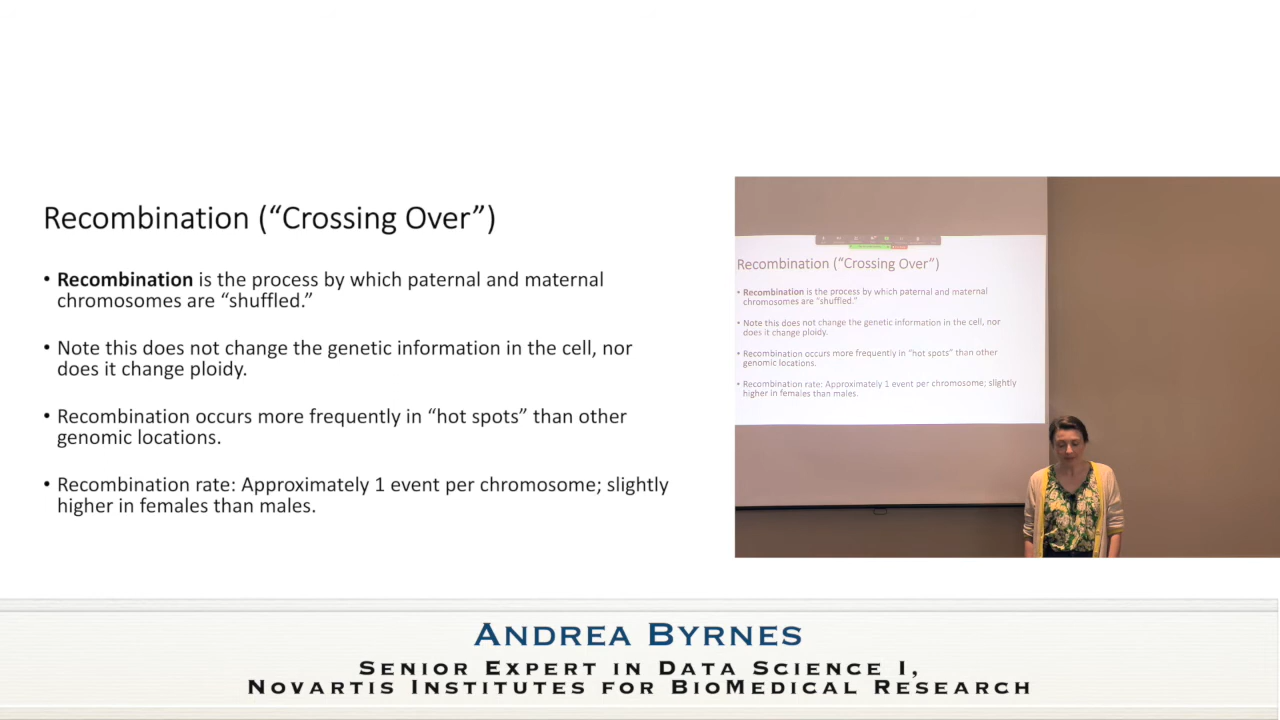 Recombination (“Crossing Over”)
• Recombination is the process by which paternal and maternal
chromosomes are “shuffled.”
• Note this does not change the genetic information in the cell, nor
does it change ploidy.
• Recombination occurs more frequently in “hot spots” than other
genomic locations.
• Recombination rate: Approximately 1 event per chromosome; slightly
higher in females than males.
Recombination (“Crossing Over”)
• Recombination is the process by which paternal and maternal
chromosomes are “shuffled.”
• Note this does not change the genetic information in the cell, nor
does it change ploidy.
• Recombination occurs more frequently in “hot spots” than other
genomic locations.
• Recombination rate: Approximately 1 event per chromosome; slightly
higher in females than males.
Andrea Byrnes
Senior Expert in Data Science I,
Novartis Institutes for BioMedical Research